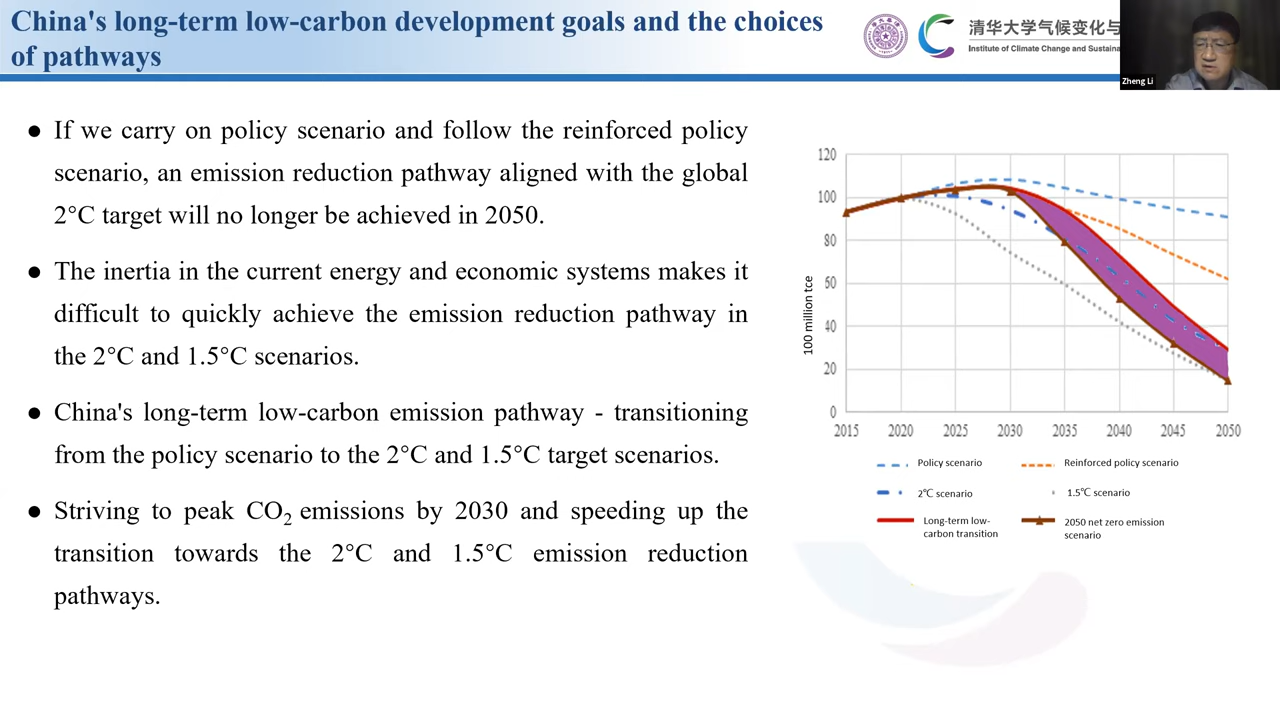 China's long-term low-carbon development goals and the choices
of pathways
清华大学气候变化与
Institute of Climate Change and
Zheng Li
● If we carry on policy scenario and follow the reinforced policy
scenario, an emission reduction pathway aligned with the global
2°C target will no longer be achieved in 2050.
● The inertia in the current energy and economic systems makes it
difficult to quickly achieve the emission reduction pathway in
the 2°C and 1.5°C scenarios.
● China's long-term low-carbon emission pathway - transitioning
from the policy scenario to the 2°C and 1.5°C target scenarios.
● Striving to peak CO₂ emissions by 2030 and speeding up the
transition towards the 2°C and 1.5°C emission reduction
pathways.
100 million tce
120
100
80
60
40
20
0
2015 2020 2025 2030 2035 2040 2045 2050
Policy scenario
Reinforced policy scenario
2℃ scenario
1.5℃ scenario
Long-term low-
carbon transition
2050 net zero emission
scenario